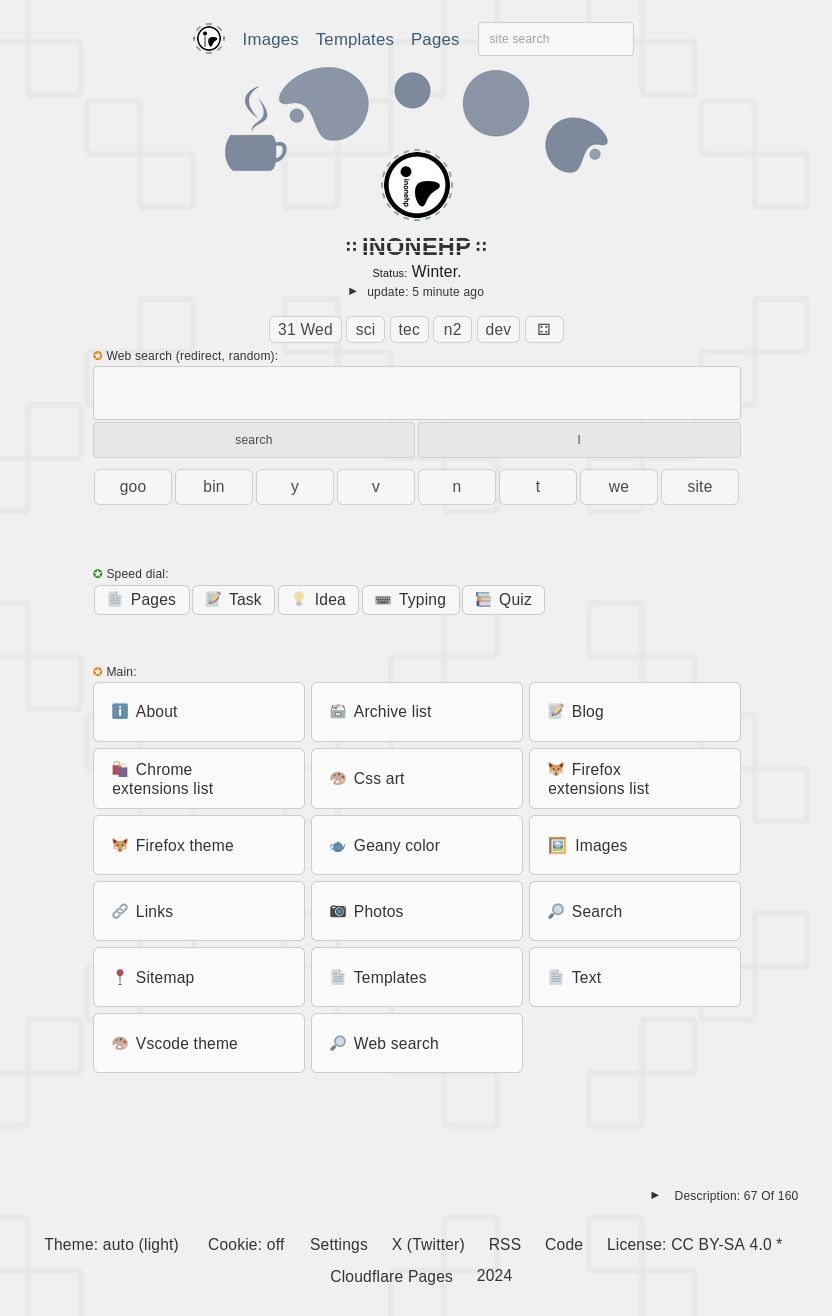 Images Templates Pages site search
inonehp
:: INONEHP ::
Status: Winter.
► update: 5 minute ago
31 Wed sci tec n2 dev ⚃
✪ Web search (redirect, random):
search l
goo bin y v n t we site
✪ Speed dial:
Pages Task Idea Typing Quiz
✪ Main:
About Archive list Blog
Chrome extensions list Css art Firefox extensions list
Firefox theme Geany color Images
Links Photos Search
Sitemap Templates Text
Vscode theme Web search
► Description: 67 Of 160
Theme: auto (light) Cookie: off Settings X (Twitter) RSS Code License: CC BY-SA 4.0 *
Cloudflare Pages 2024